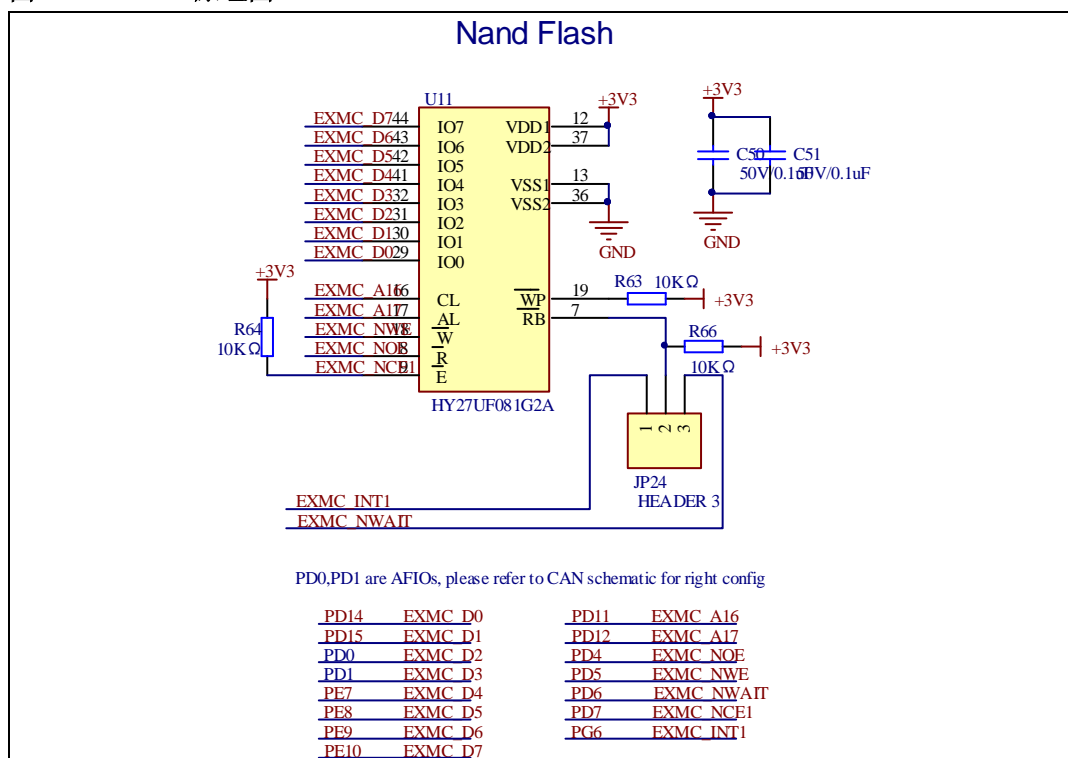 Nand Flash
U11
EXMC_D7 44 IO7
EXMC_D6 43 IO6
EXMC_D5 42 IO5
EXMC_D4 41 IO4
EXMC_D3 32 IO3
EXMC_D2 31 IO2
EXMC_D1 30 IO1
EXMC_D0 29 IO0
EXMC_A16 16 CL
EXMC_A17 17 AL
EXMC_NWE 18 W
EXMC_NOE 8 R
EXMC_NCE1 9 E
+3V3
R64
10KΩ
VDD1 12
VDD2 37
+3V3
VSS1 13
VSS2 36
GND
WP 19
RB 7
HY27UF081G2A
+3V3
C50
50V/0.1uF
C51
50V/0.1uF
GND
R63 10KΩ
+3V3
R66
10KΩ
+3V3
1 2 3
JP24
HEADER 3
EXMC_INT1
EXMC_NWAIT
PD0,PD1 are AFIOs, please refer to CAN schematic for right config
PD14 EXMC_D0
PD15 EXMC_D1
PD0 EXMC_D2
PD1 EXMC_D3
PE7 EXMC_D4
PE8 EXMC_D5
PE9 EXMC_D6
PE10 EXMC_D7
PD11 EXMC_A16
PD12 EXMC_A17
PD4 EXMC_NOE
PD5 EXMC_NWE
PD6 EXMC_NWAIT
PD7 EXMC_NCE1
PG6 EXMC_INT1